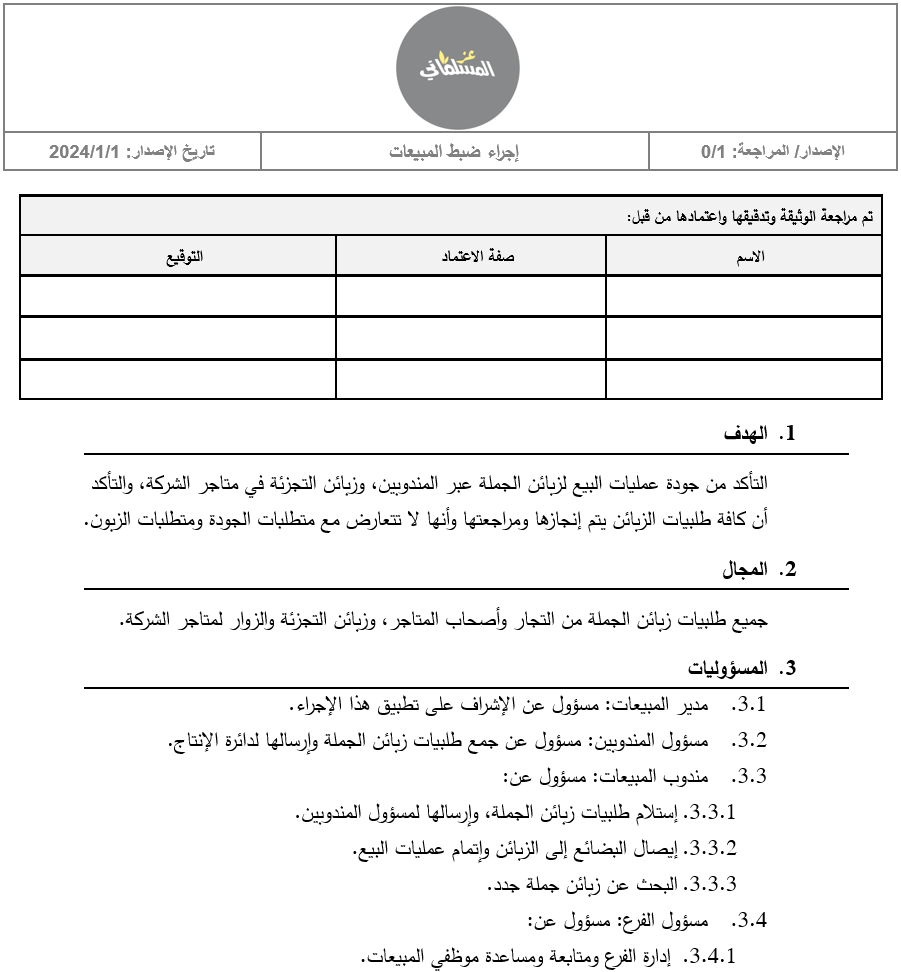 عز
المسلماني
الإصدار/ المراجعة: 0/1
إجراء ضبط المبيعات
تاريخ الإصدار: 2024/1/1
تم مراجعة الوثيقة وتدقيقها واعتمادها من قبل:
الاسم
صفة الاعتماد
التوقيع
1. الهدف
التأكد من جودة عمليات البيع لزبائن الجملة عبر المندوبين، وزبائن التجزئة في متاجر الشركة، والتأكد
أن كافة طلبيات الزبائن يتم إنجازها ومراجعتها وأنها لا تتعارض مع متطلبات الجودة ومتطلبات الزبون.
2. المجال
جميع طلبيات زبائن الجملة من التجار وأصحاب المتاجر، وزبائن التجزئة والزوار لمتاجر الشركة.
3. المسؤوليات
3.1. مدير المبيعات: مسؤول عن الإشراف على تطبيق هذا الإجراء.
3.2. مسؤول المندوبين: مسؤول عن جمع طلبيات زبائن الجملة وإرسالها لدائرة الإنتاج.
3.3. مندوب المبيعات: مسؤول عن:
3.3.1. إستلام طلبيات زبائن الجملة، وإرسالها لمسؤول المندوبين.
3.3.2. إيصال البضائع إلى الزبائن وإتمام عمليات البيع.
3.3.3. البحث عن زبائن جملة جدد.
3.4. مسؤول الفرع: مسؤول عن:
3.4.1. إدارة الفرع ومتابعة ومساعدة موظفي المبيعات.